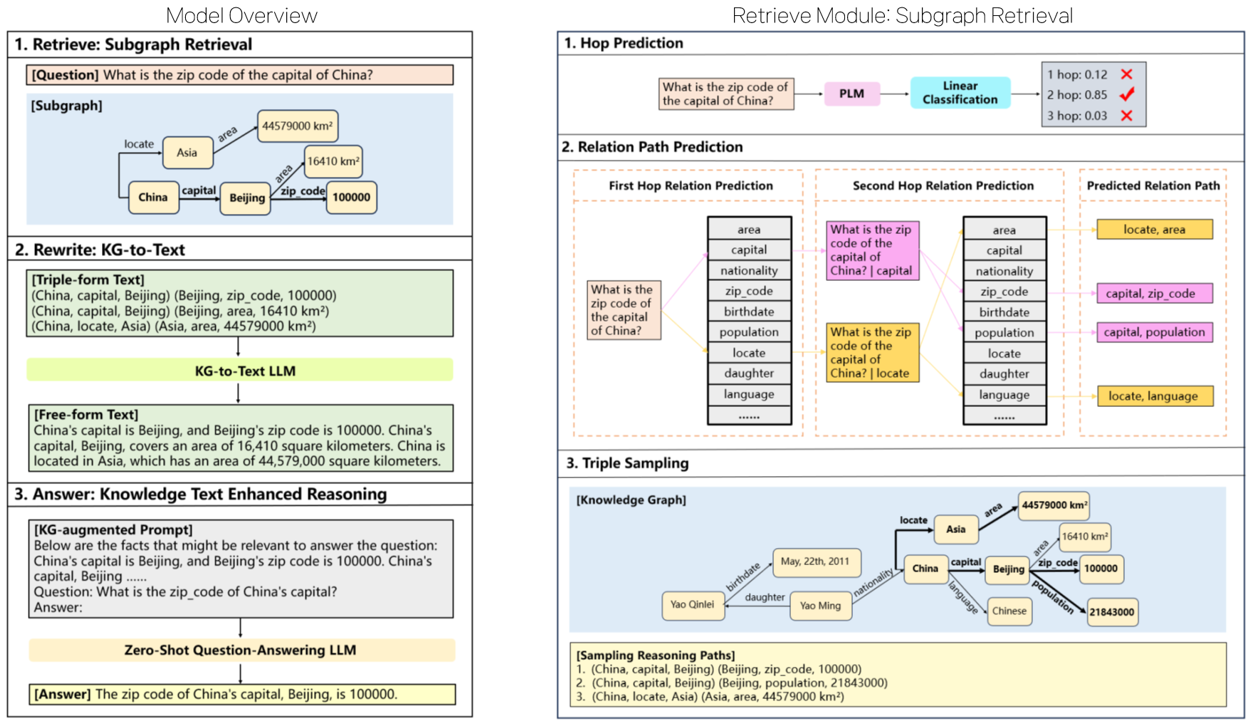 Model Overview
1. Retrieve: Subgraph Retrieval
[Question] What is the zip code of the capital of China?
[Subgraph]
44579000 km²
locate
area
Asia
16410 km²
area
China
capital
Beijing
zip_code
100000
2. Rewrite: KG-to-Text
[Triple-form Text]
(China, capital, Beijing) (Beijing, zip_code, 100000)
(China, capital, Beijing) (Beijing, area, 16410 km²)
(China, locate, Asia) (Asia, area, 44579000 km²)
KG-to-Text LLM
[Free-form Text]
China's capital is Beijing, and Beijing's zip code is 100000. China's
capital, Beijing, covers an area of 16,410 square kilometers. China is
located in Asia, which has an area of 44,579,000 square kilometers.
3. Answer: Knowledge Text Enhanced Reasoning
[KG-augmented Prompt]
Below are the facts that might be relevant to answer the question:
China's capital is Beijing, and Beijing's zip code is 100000. China's
capital, Beijing ......
Question: What is the zip_code of China's capital?
Answer:
Zero-Shot Question-Answering LLM
[Answer] The zip code of China's capital, Beijing, is 100000.
Retrieve Module: Subgraph Retrieval
1. Hop Prediction
What is the zip code of
the capital of China?
PLM
Linear
Classification
1 hop: 0.12
2 hop: 0.85
3 hop: 0.03
2. Relation Path Prediction
First Hop Relation Prediction
What is the
zip code of
the capital
of China?
area
capital
nationality
zip_code
birthdate
population
locate
daughter
language
......
Second Hop Relation Prediction
What is the zip
code of the
capital of
China? | capital
What is the zip
code of the
capital of
China? | locate
area
capital
nationality
zip_code
birthdate
population
locate
daughter
language
......
Predicted Relation Path
locate, area
capital, zip_code
capital, population
locate, language
3. Triple Sampling
[Knowledge Graph]
44579000 km²
locate
area
Asia
16410 km²
area
May, 22th, 2011
birthdate
nationality
China
capital
Beijing
zip_code
100000
Yao Qinlei
daughter
Yao Ming
language
Chinese
population
21843000
[Sampling Reasoning Paths]
1. (China, capital, Beijing) (Beijing, zip_code, 100000)
2. (China, capital, Beijing) (Beijing, population, 21843000)
3. (China, locate, Asia) (Asia, area, 44579000 km²)